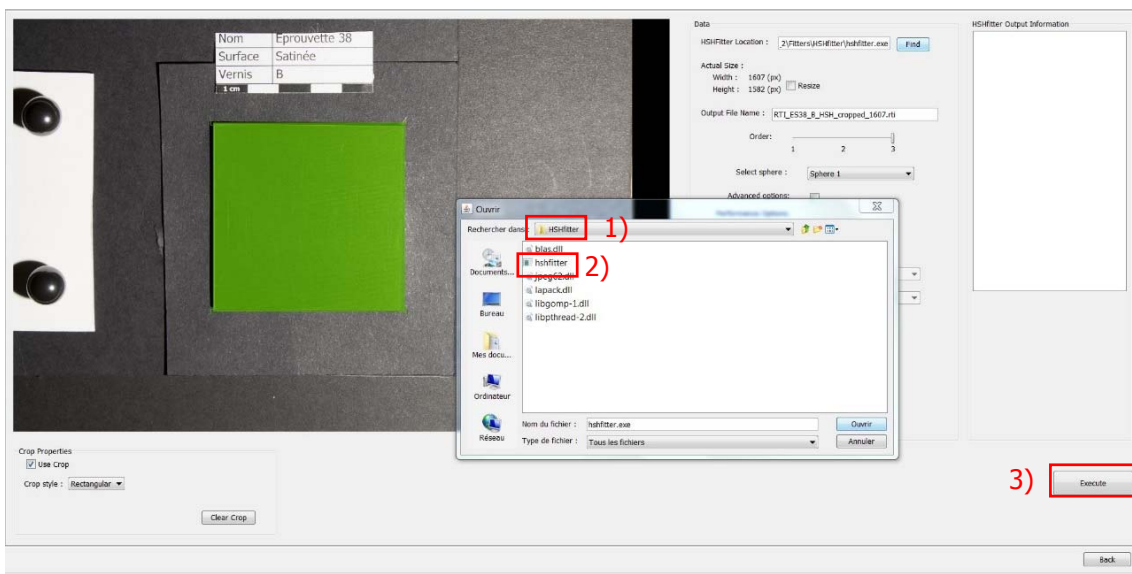 Nom Eprouvette 38
Surface Satinée
Vernis B
1 cm
Data
HSHFitter Location : 2\Fitters\HSHfitter\hshfitter.exe Find
Actual Size :
Width : 1607 (px)
Height : 1582 (px) Resize
Output File Name : RTI_ES38_B_HSH_cropped_1607.rti
Order:
1 2 3
Select sphere : Sphere 1
Advanced options:
HSHfitter Output Information
Ouvrir
Rechercher dans : HSHfitter 1)
blas.dll
hshfitter 2)
jpeg62.dll
lapack.dll
libgomp-1.dll
libpthread-2.dll
Documents...
Bureau
Mes docu...
Ordinateur
Réseau
Nom du fichier : hshfitter.exe Ouvrir
Type de fichier : Tous les fichiers Annuler
Crop Properties
Use Crop
Crop style : Rectangular
Clear Crop
3) Execute
Back